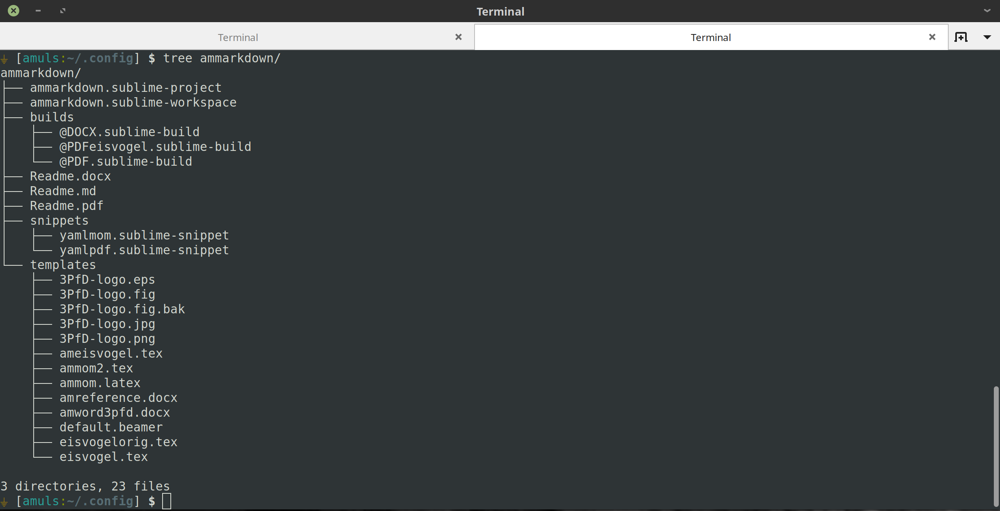 Terminal
Terminal Terminal
[amuls:~/.config] $ tree ammarkdown/
ammarkdown/
├── ammarkdown.sublime-project
├── ammarkdown.sublime-workspace
├── builds
│   ├── @DOCX.sublime-build
│   ├── @PDFeisvogel.sublime-build
│   └── @PDF.sublime-build
├── Readme.docx
├── Readme.md
├── Readme.pdf
├── snippets
│   ├── yamlmom.sublime-snippet
│   └── yamlpdf.sublime-snippet
└── templates
    ├── 3PfD-logo.eps
    ├── 3PfD-logo.fig
    ├── 3PfD-logo.fig.bak
    ├── 3PfD-logo.jpg
    ├── 3PfD-logo.png
    ├── ameisvogel.tex
    ├── ammom2.tex
    ├── ammom.latex
    ├── amreference.docx
    ├── amword3pfd.docx
    ├── default.beamer
    ├── eisvogelorig.tex
    └── eisvogel.tex

3 directories, 23 files
[amuls:~/.config] $